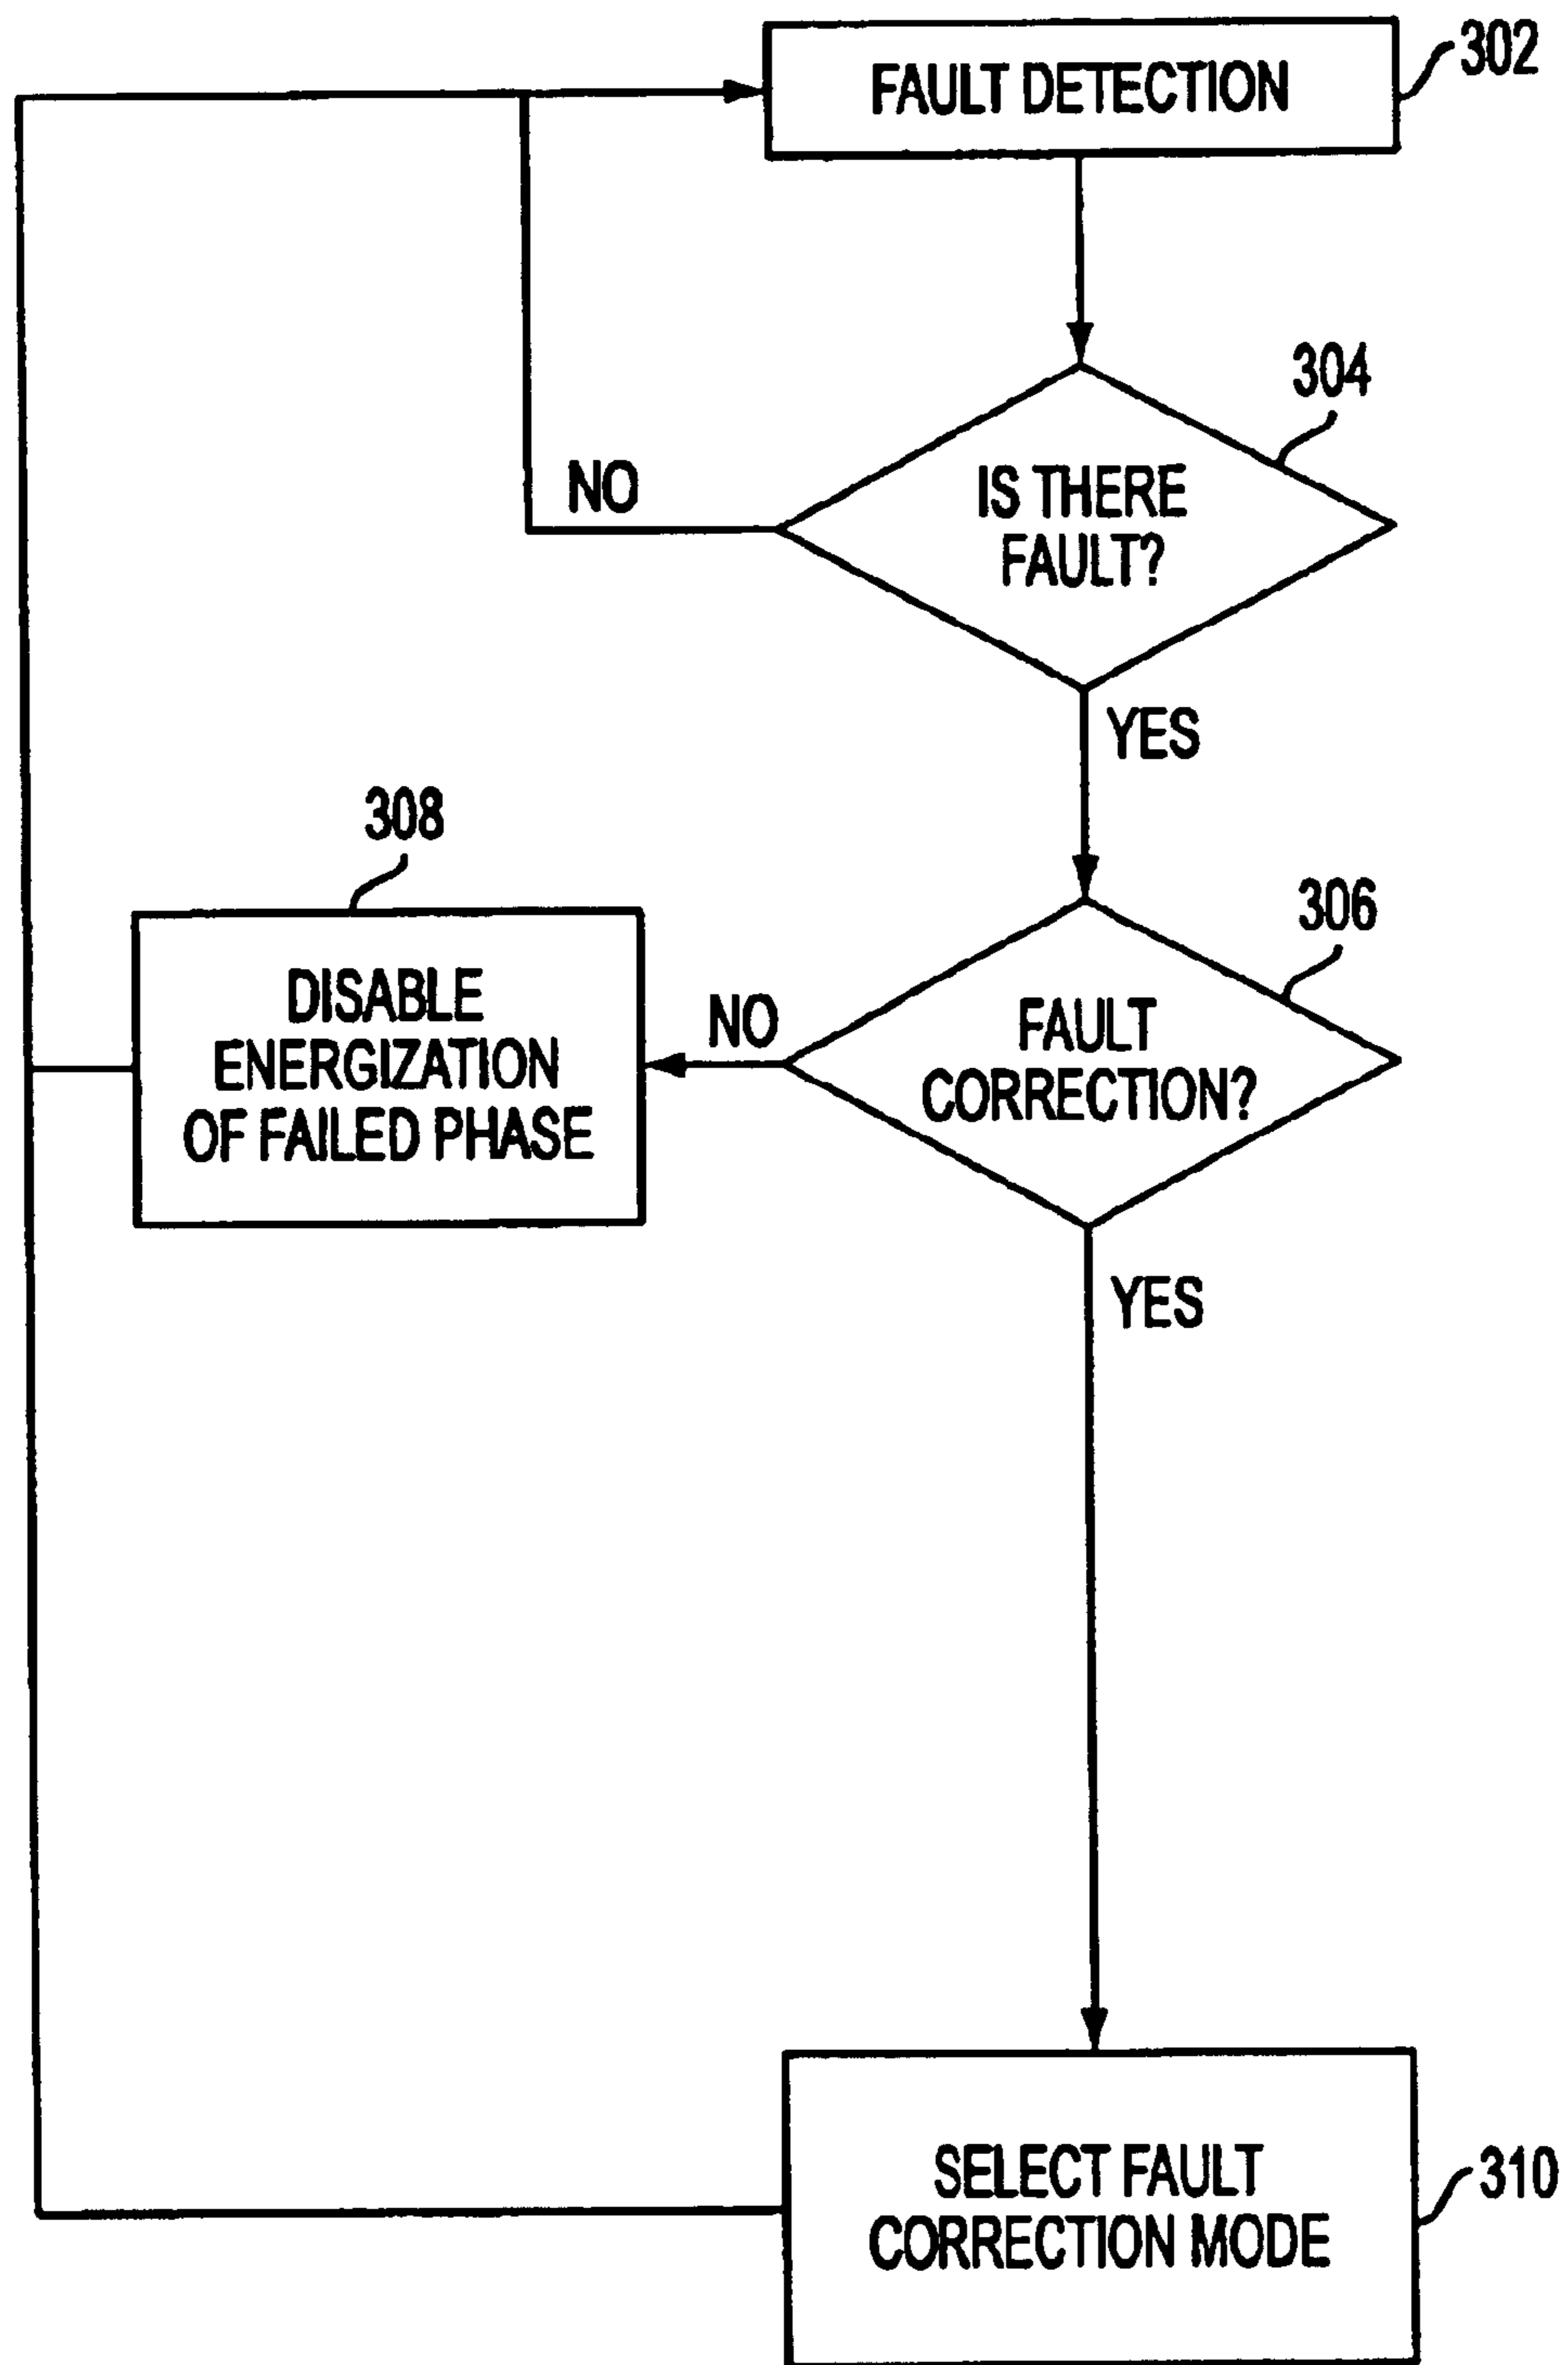 FAULT DETECTION
302
304
IS THERE
FAULT?
NO
YES
308
306
DISABLE
ENERGIZATION
OF FAILED PHASE
NO
FAULT
CORRECTION?
YES
SELECT FAULT
CORRECTION MODE
310